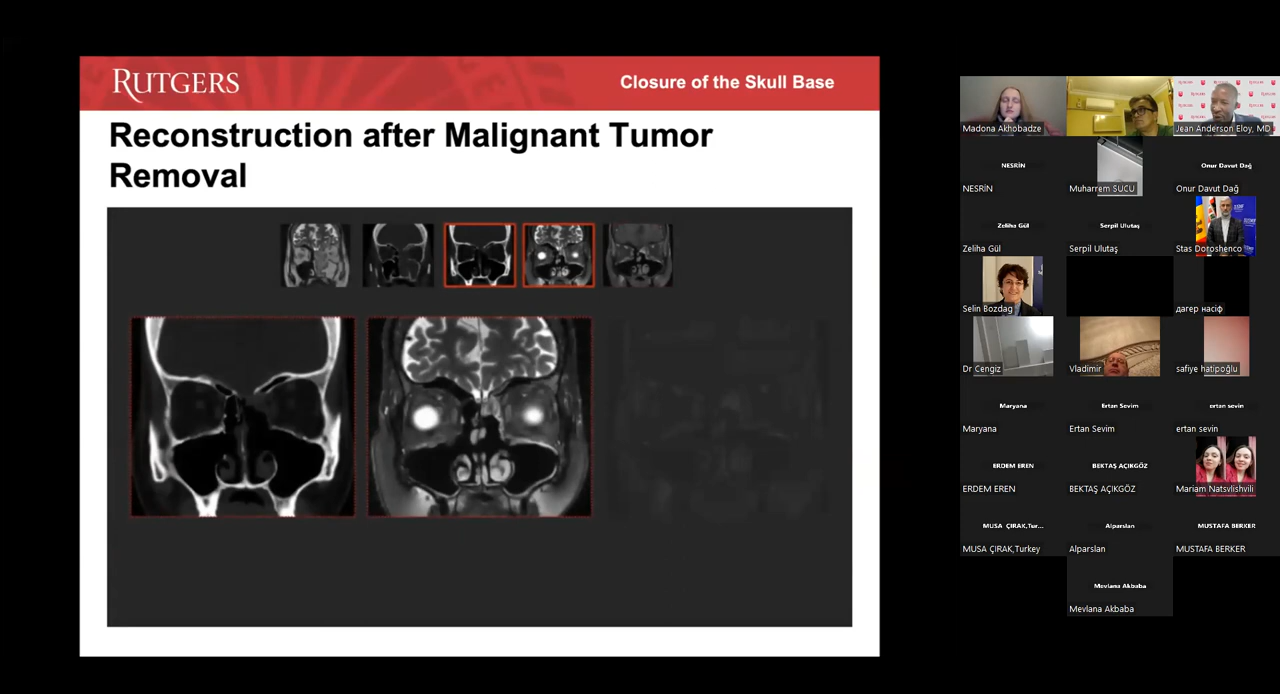 RUTGERS
Closure of the Skull Base
Reconstruction after Malignant Tumor
Removal
Madona Akhobadze
Jean Anderson Eloy, MD
NESRİN
NESRİN
Muharrem SUCU
Onur Davut Dağ
Onur Davut Dağ
Zeliha Gül
Zeliha Gül
Serpil Ulutaş
Serpil Ulutaş
Stas Doroshenco
Selin Bozdag
дагер насіф
Dr Cengiz
Vladimir
safiye hatipoğlu
Maryana
Maryana
Ertan Sevim
Ertan Sevim
ertan sevin
ertan sevin
ERDEM EREN
ERDEM EREN
BEKTAŞ AÇIKGÖZ
BEKTAŞ AÇIKGÖZ
Mariam Natsvlishvili
MUSA ÇIRAK,Tur...
MUSA ÇIRAK,Turkey
Alparslan
Alparslan
MUSTAFA BERKER
MUSTAFA BERKER
Mevlana Akbaba
Mevlana Akbaba